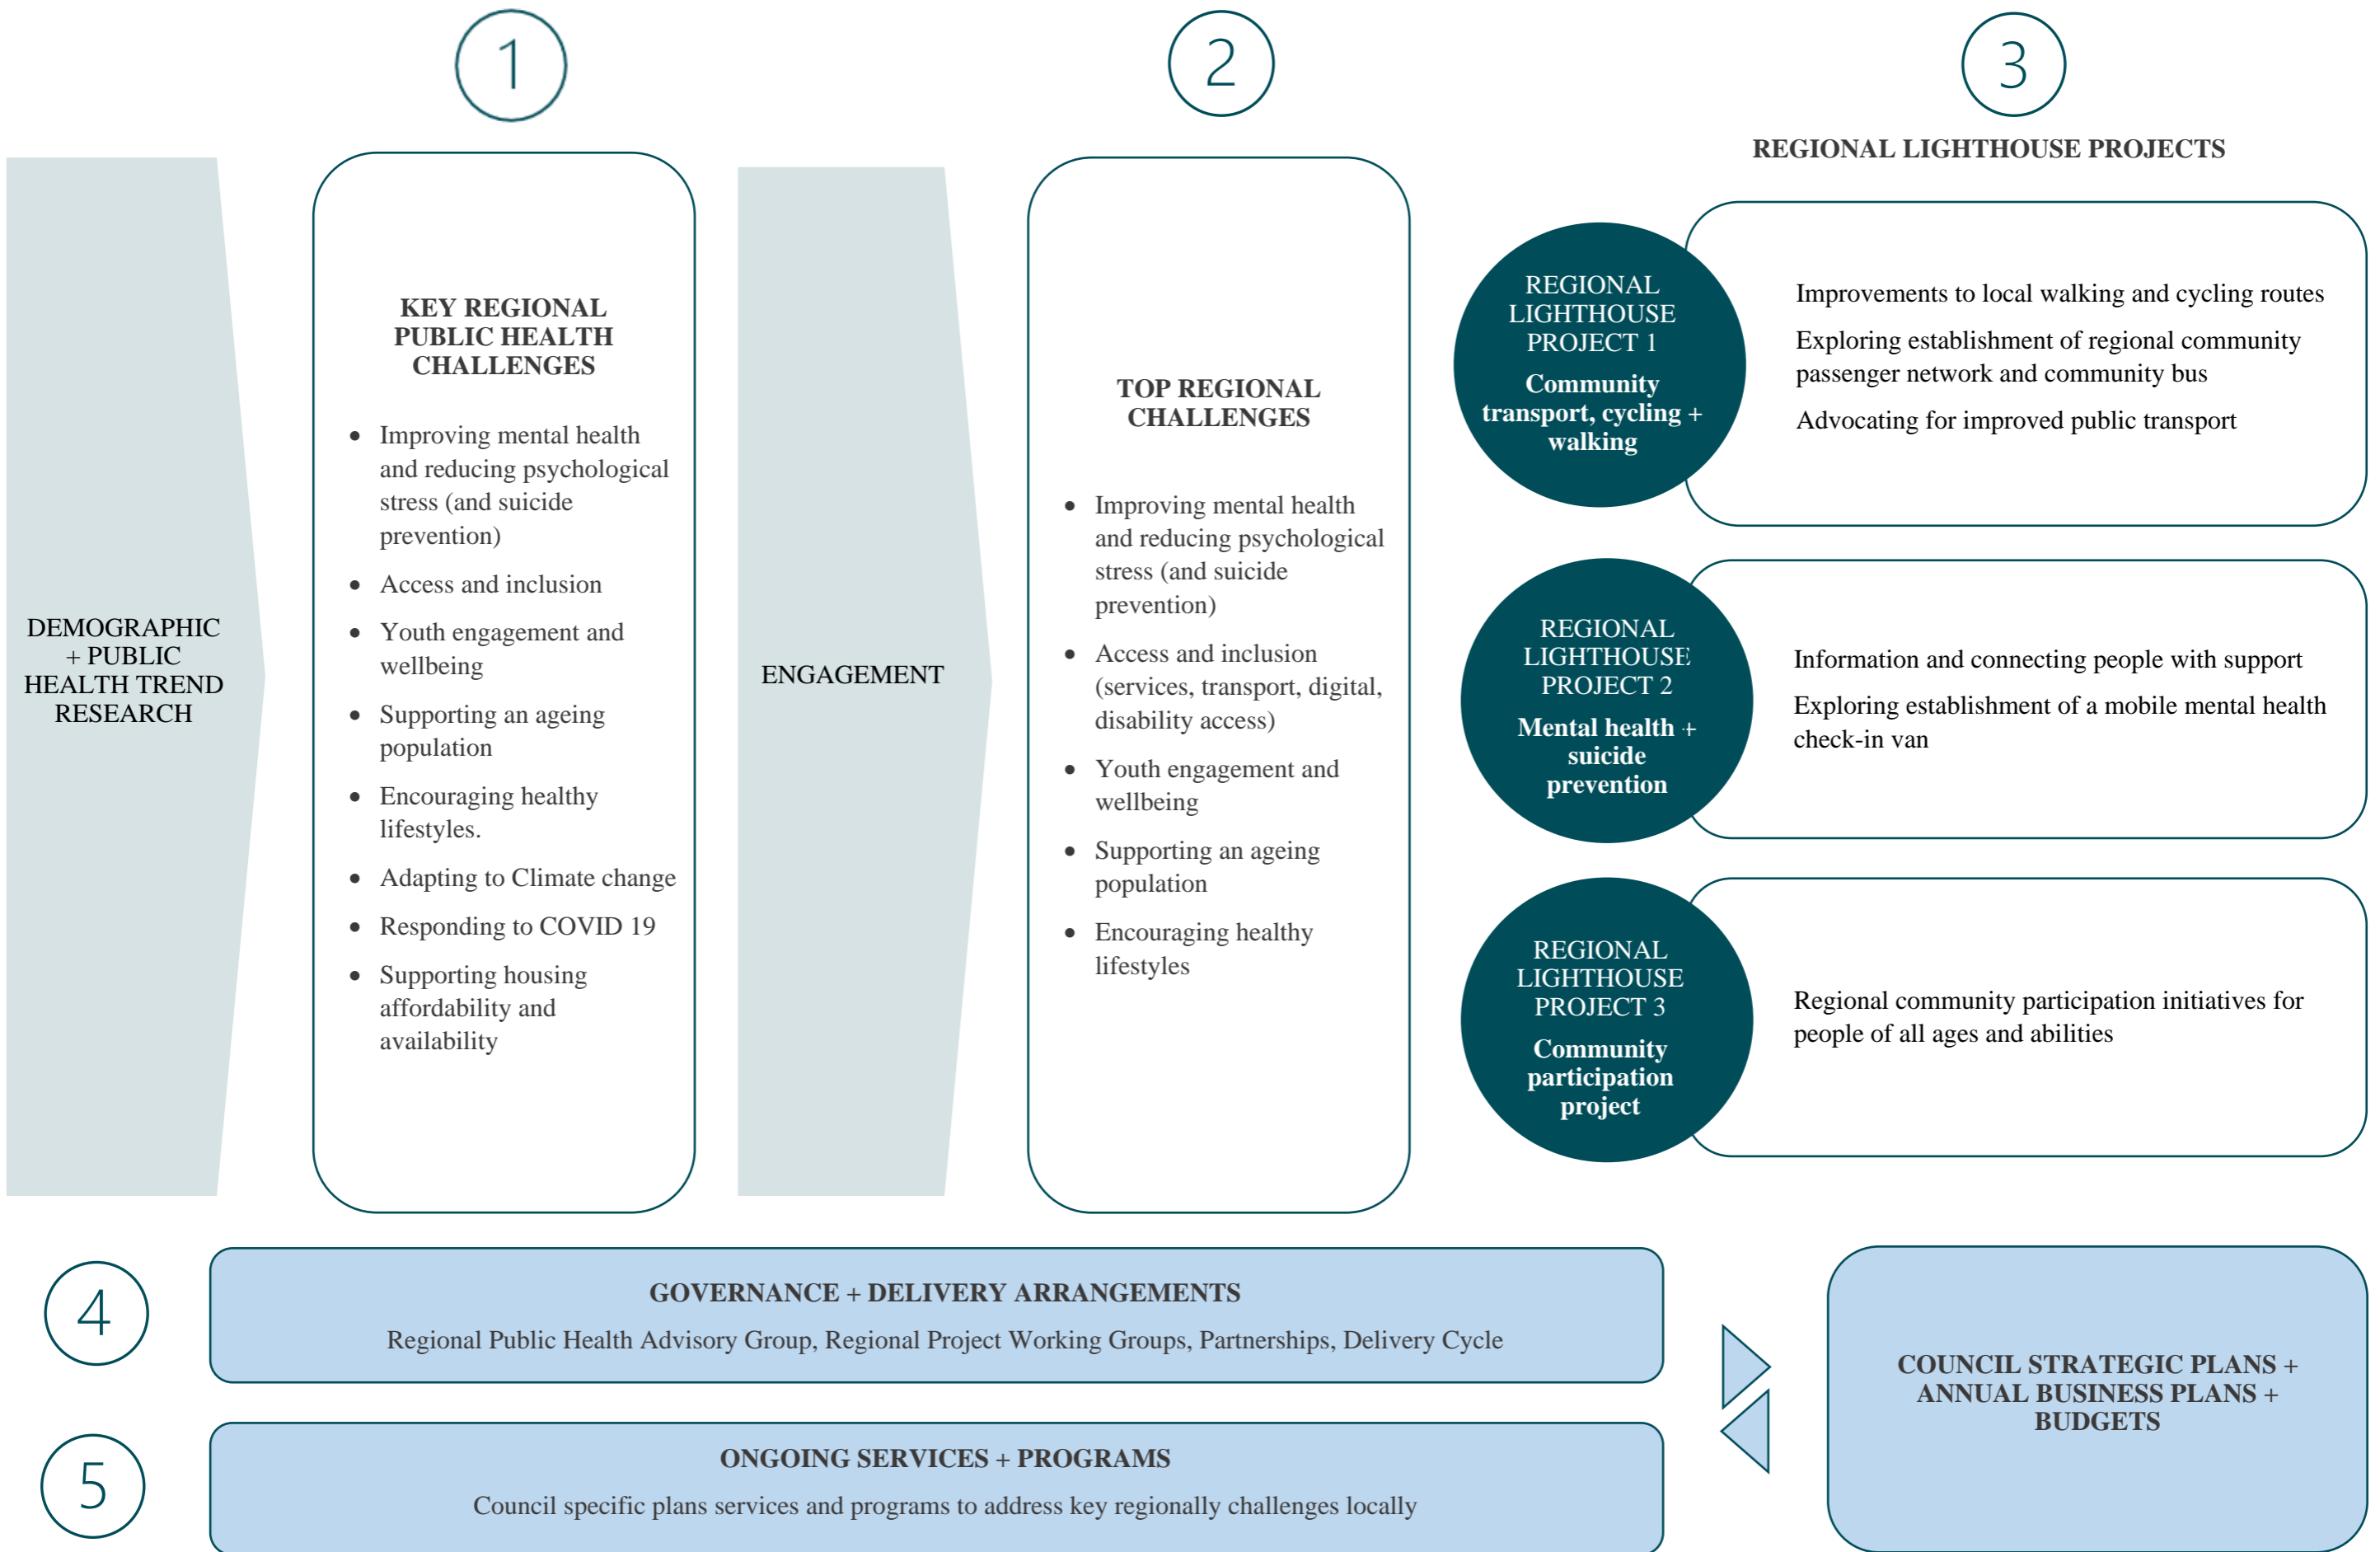 1
2
3
DEMOGRAPHIC
+ PUBLIC
HEALTH TREND
RESEARCH
KEY REGIONAL
PUBLIC HEALTH
CHALLENGES
• Improving mental health
and reducing psychological
stress (and suicide
prevention)
• Access and inclusion
• Youth engagement and
wellbeing
• Supporting an ageing
population
• Encouraging healthy
lifestyles.
• Adapting to Climate change
• Responding to COVID 19
• Supporting housing
affordability and
availability
ENGAGEMENT
TOP REGIONAL
CHALLENGES
• Improving mental health
and reducing psychological
stress (and suicide
prevention)
• Access and inclusion
(services, transport, digital,
disability access)
• Youth engagement and
wellbeing
• Supporting an ageing
population
• Encouraging healthy
lifestyles
REGIONAL LIGHTHOUSE PROJECTS
REGIONAL
LIGHTHOUSE
PROJECT 1
Community
transport, cycling +
walking
Improvements to local walking and cycling routes
Exploring establishment of regional community
passenger network and community bus
Advocating for improved public transport
REGIONAL
LIGHTHOUSE
PROJECT 2
Mental health +
suicide
prevention
Information and connecting people with support
Exploring establishment of a mobile mental health
check-in van
REGIONAL
LIGHTHOUSE
PROJECT 3
Community
participation
project
Regional community participation initiatives for
people of all ages and abilities
4
GOVERNANCE + DELIVERY ARRANGEMENTS
Regional Public Health Advisory Group, Regional Project Working Groups, Partnerships, Delivery Cycle
5
ONGOING SERVICES + PROGRAMS
Council specific plans services and programs to address key regionally challenges locally
COUNCIL STRATEGIC PLANS +
ANNUAL BUSINESS PLANS +
BUDGETS